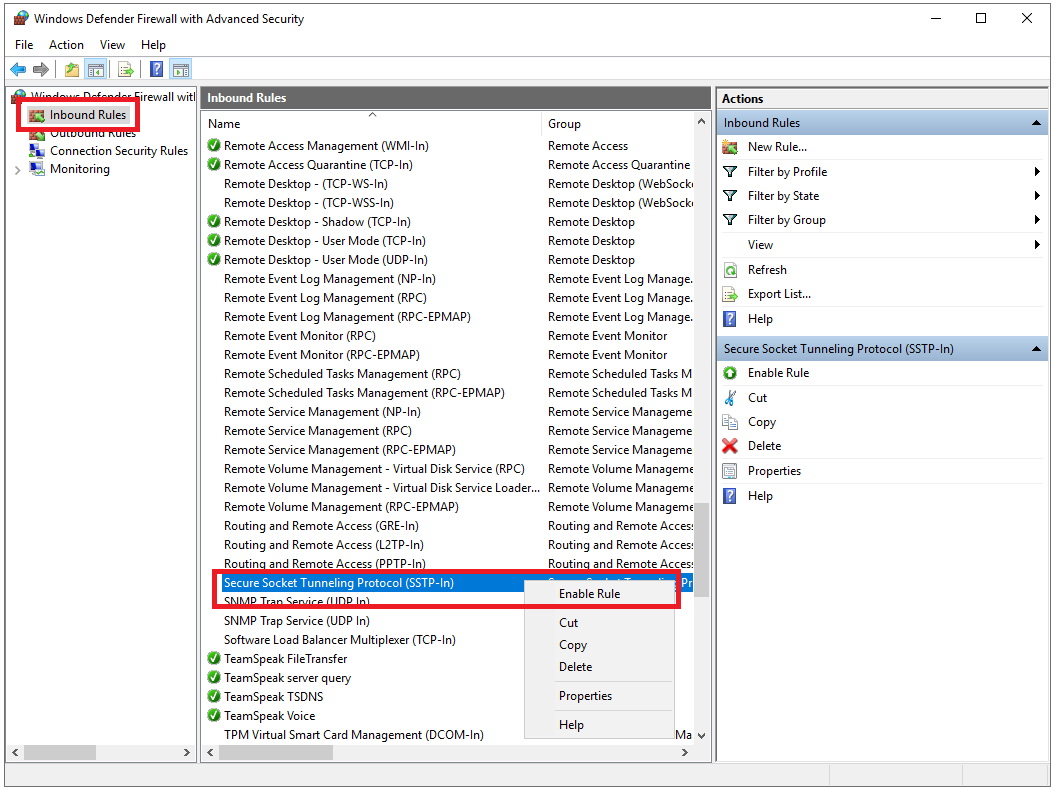 Windows Defender Firewall with Advanced Security
File Action View Help
Windows Defender Firewall with
Inbound Rules
Outbound Rules
Connection Security Rules
Monitoring
Inbound Rules
Name Group
Remote Access Management (WMI-In) Remote Access
Remote Access Quarantine (TCP-In) Remote Access Quarantine
Remote Desktop - (TCP-WS-In) Remote Desktop (WebSocke
Remote Desktop - (TCP-WSS-In) Remote Desktop (WebSocke
Remote Desktop - Shadow (TCP-In) Remote Desktop
Remote Desktop - User Mode (TCP-In) Remote Desktop
Remote Desktop - User Mode (UDP-In) Remote Desktop
Remote Event Log Management (NP-In) Remote Event Log Manage.
Remote Event Log Management (RPC) Remote Event Log Manage.
Remote Event Log Management (RPC-EPMAP) Remote Event Log Manage.
Remote Event Monitor (RPC) Remote Event Monitor
Remote Event Monitor (RPC-EPMAP) Remote Event Monitor
Remote Scheduled Tasks Management (RPC) Remote Scheduled Tasks M
Remote Scheduled Tasks Management (RPC-EPMAP) Remote Scheduled Tasks M
Remote Service Management (NP-In) Remote Service Manageme
Remote Service Management (RPC) Remote Service Manageme
Remote Service Management (RPC-EPMAP) Remote Service Manageme
Remote Volume Management - Virtual Disk Service (RPC) Remote Volume Manageme
Remote Volume Management - Virtual Disk Service Loader... Remote Volume Manageme
Remote Volume Management (RPC-EPMAP) Remote Volume Manageme
Routing and Remote Access (GRE-In) Routing and Remote Access
Routing and Remote Access (L2TP-In) Routing and Remote Access
Routing and Remote Access (PPTP-In) Routing and Remote Access
Secure Socket Tunneling Protocol (SSTP-In) Secure Socket Tunneling Pr
SNMP Trap Service (UDP In)
SNMP Trap Service (UDP In)
Software Load Balancer Multiplexer (TCP-In)
TeamSpeak FileTransfer
TeamSpeak server query
TeamSpeak TSDNS
TeamSpeak Voice
TPM Virtual Smart Card Management (DCOM-In) Ma
Enable Rule
Cut
Copy
Delete
Properties
Help
Actions
Inbound Rules
New Rule...
Filter by Profile
Filter by State
Filter by Group
View
Refresh
Export List...
Help
Secure Socket Tunneling Protocol (SSTP-In)
Enable Rule
Cut
Copy
Delete
Properties
Help